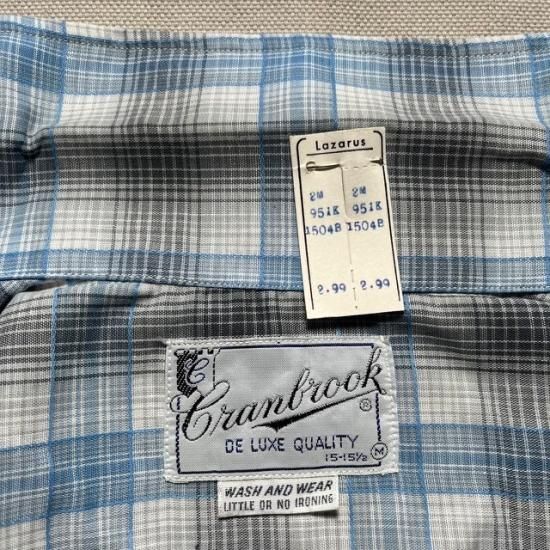 Lazarus
2M 2M
951K 951K
1504B 1504B
2.99 - 2.99
C
Cranbrook ®
DE LUXE QUALITY
15-15½ M
WASH AND WEAR
LITTLE OR NO IRONING